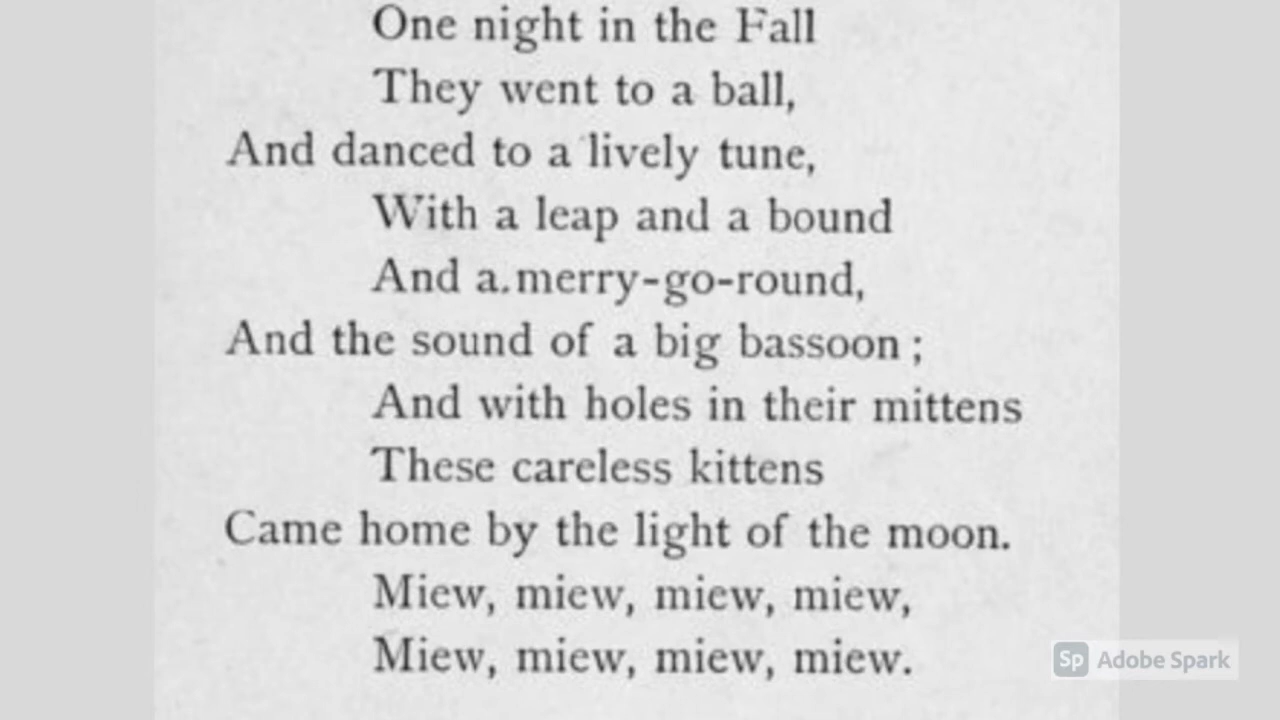 One night in the Fall
They went to a ball,
And danced to a lively tune,
With a leap and a bound
And a merry-go-round,
And the sound of a big bassoon;
And with holes in their mittens
These careless kittens
Came home by the light of the moon.
Miew, miew, miew, miew,
Miew, miew, miew, miew.
Sp Adobe Spark